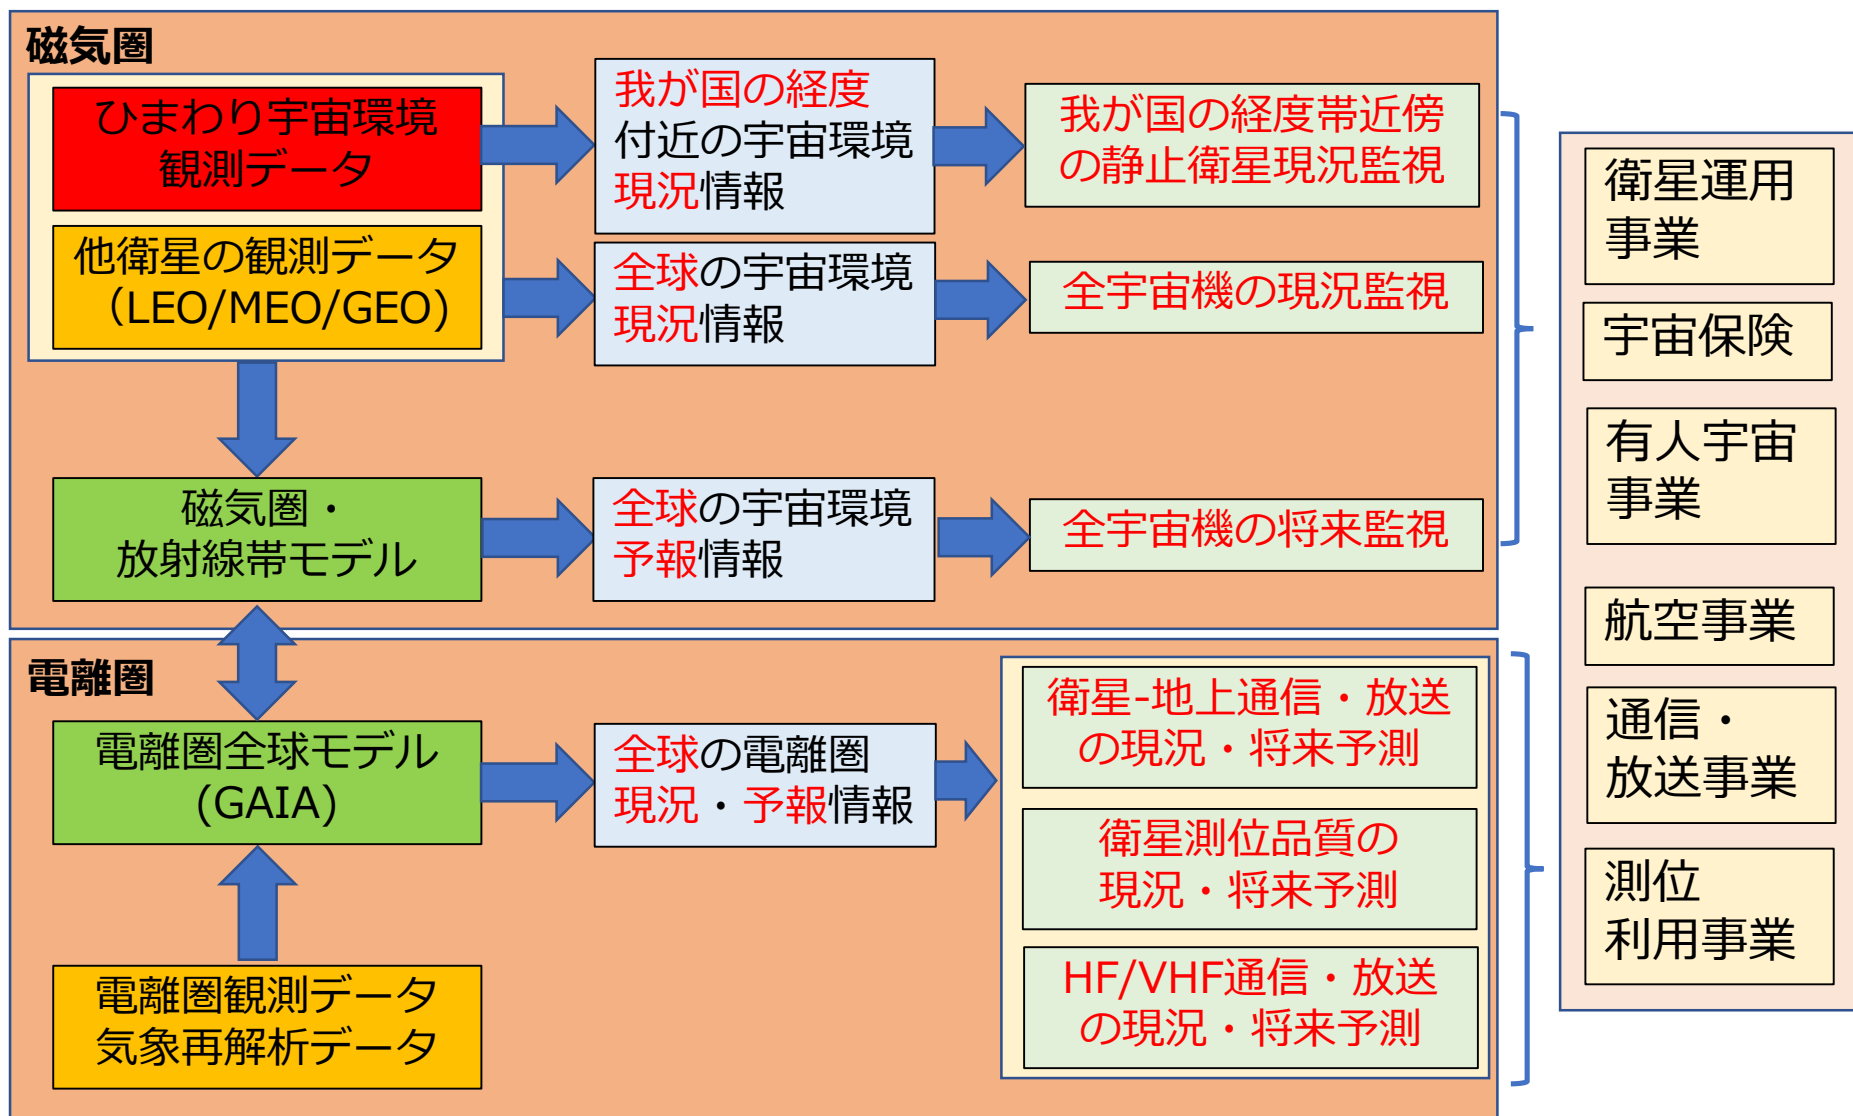 磁気圏
ひまわり宇宙環境
観測データ
我が国の経度
付近の宇宙環境
現況情報
我が国の経度帯近傍
の静止衛星現況監視
他衛星の観測データ
（LEO/MEO/GEO)
全球の宇宙環境
現況情報
全宇宙機の現況監視
磁気圏・
放射線帯モデル
全球の宇宙環境
予報情報
全宇宙機の将来監視
電離圏
電離圏全球モデル
(GAIA)
全球の電離圏
現況・予報情報
衛星-地上通信・放送
の現況・将来予測
衛星測位品質の
現況・将来予測
HF/VHF通信・放送
の現況・将来予測
電離圏観測データ
気象再解析データ
衛星運用
事業
宇宙保険
有人宇宙
事業
航空事業
通信・
放送事業
測位
利用事業